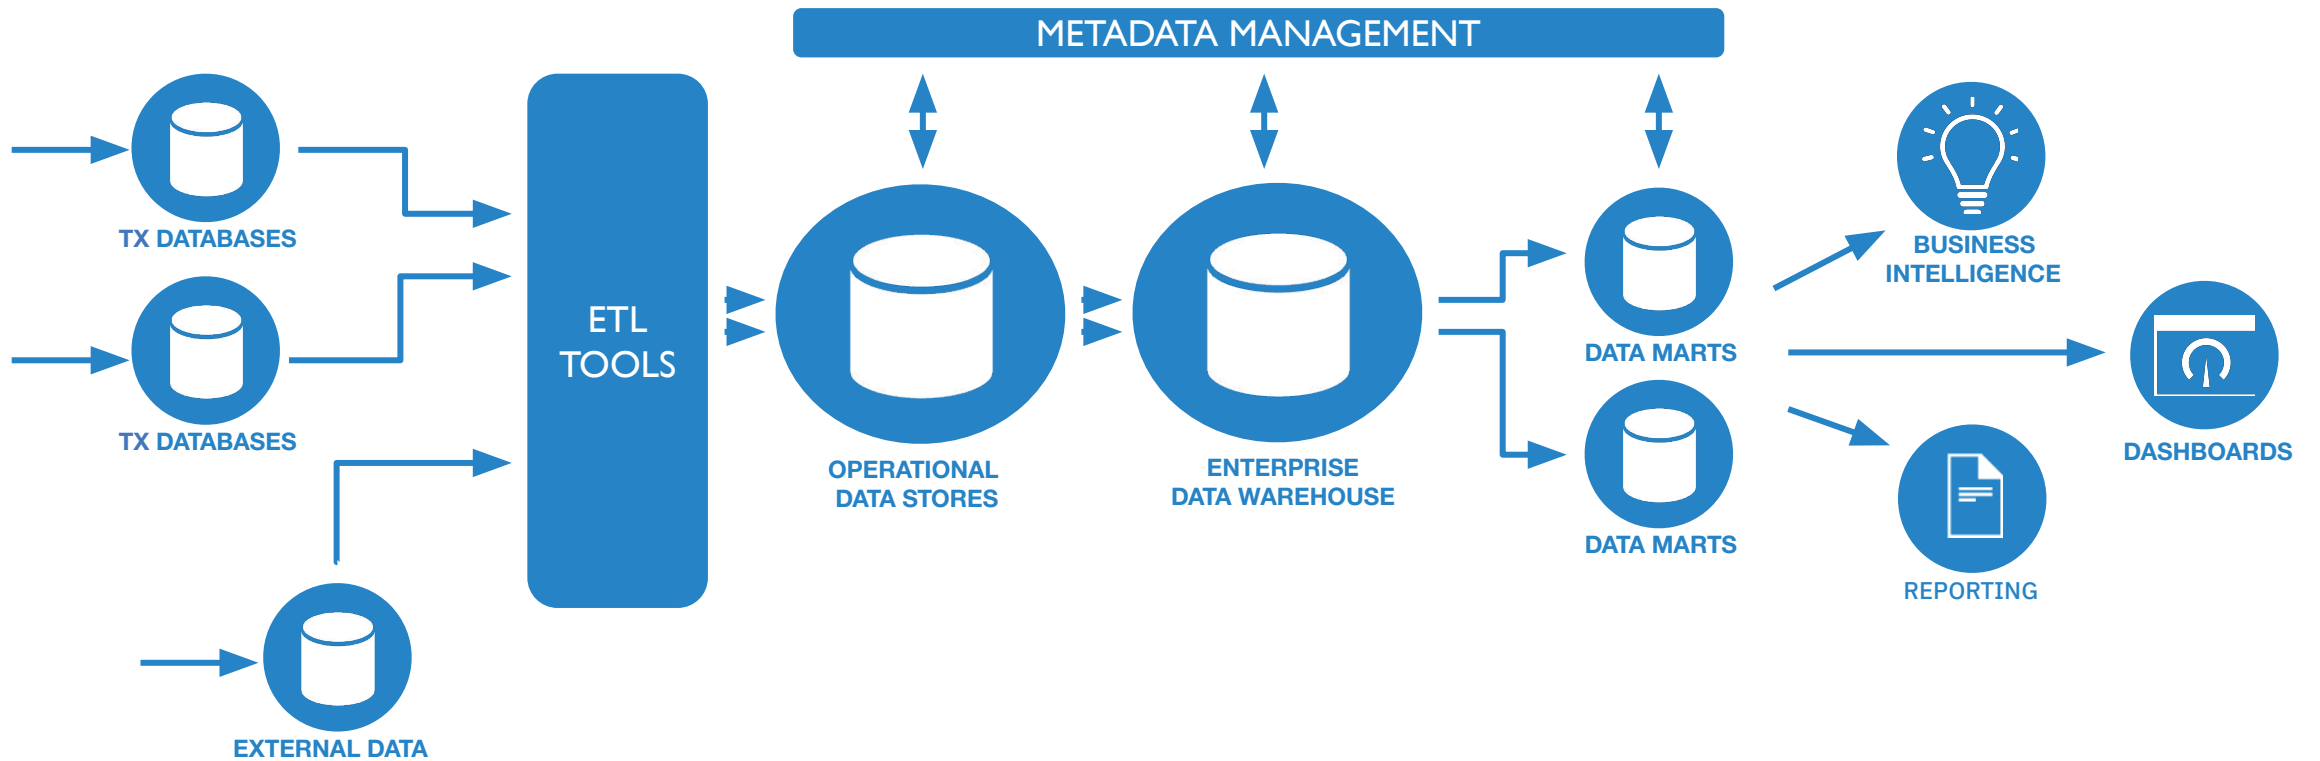 METADATA MANAGEMENT
TX DATABASES
TX DATABASES
EXTERNAL DATA
ETL
TOOLS
OPERATIONAL
DATA STORES
ENTERPRISE
DATA WAREHOUSE
DATA MARTS
DATA MARTS
BUSINESS
INTELLIGENCE
DASHBOARDS
REPORTING